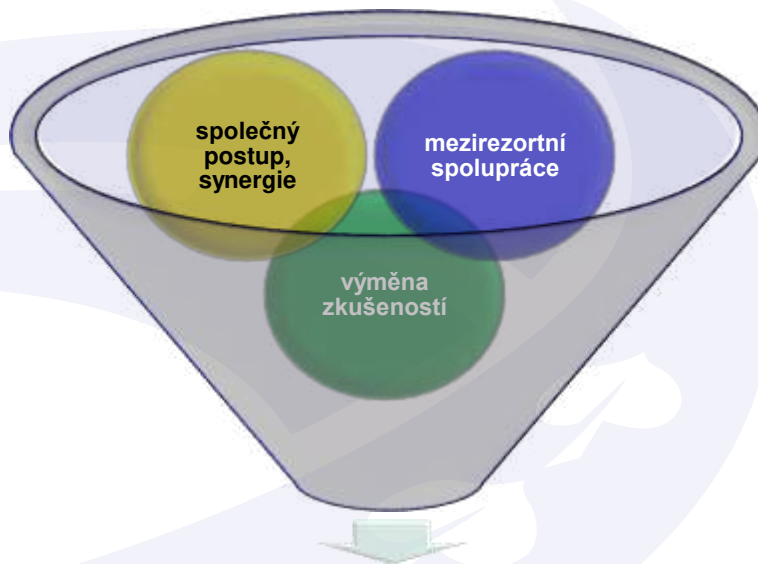 společný
postup,
synergie
mezirezortní
spolupráce
výměna
zkušeností